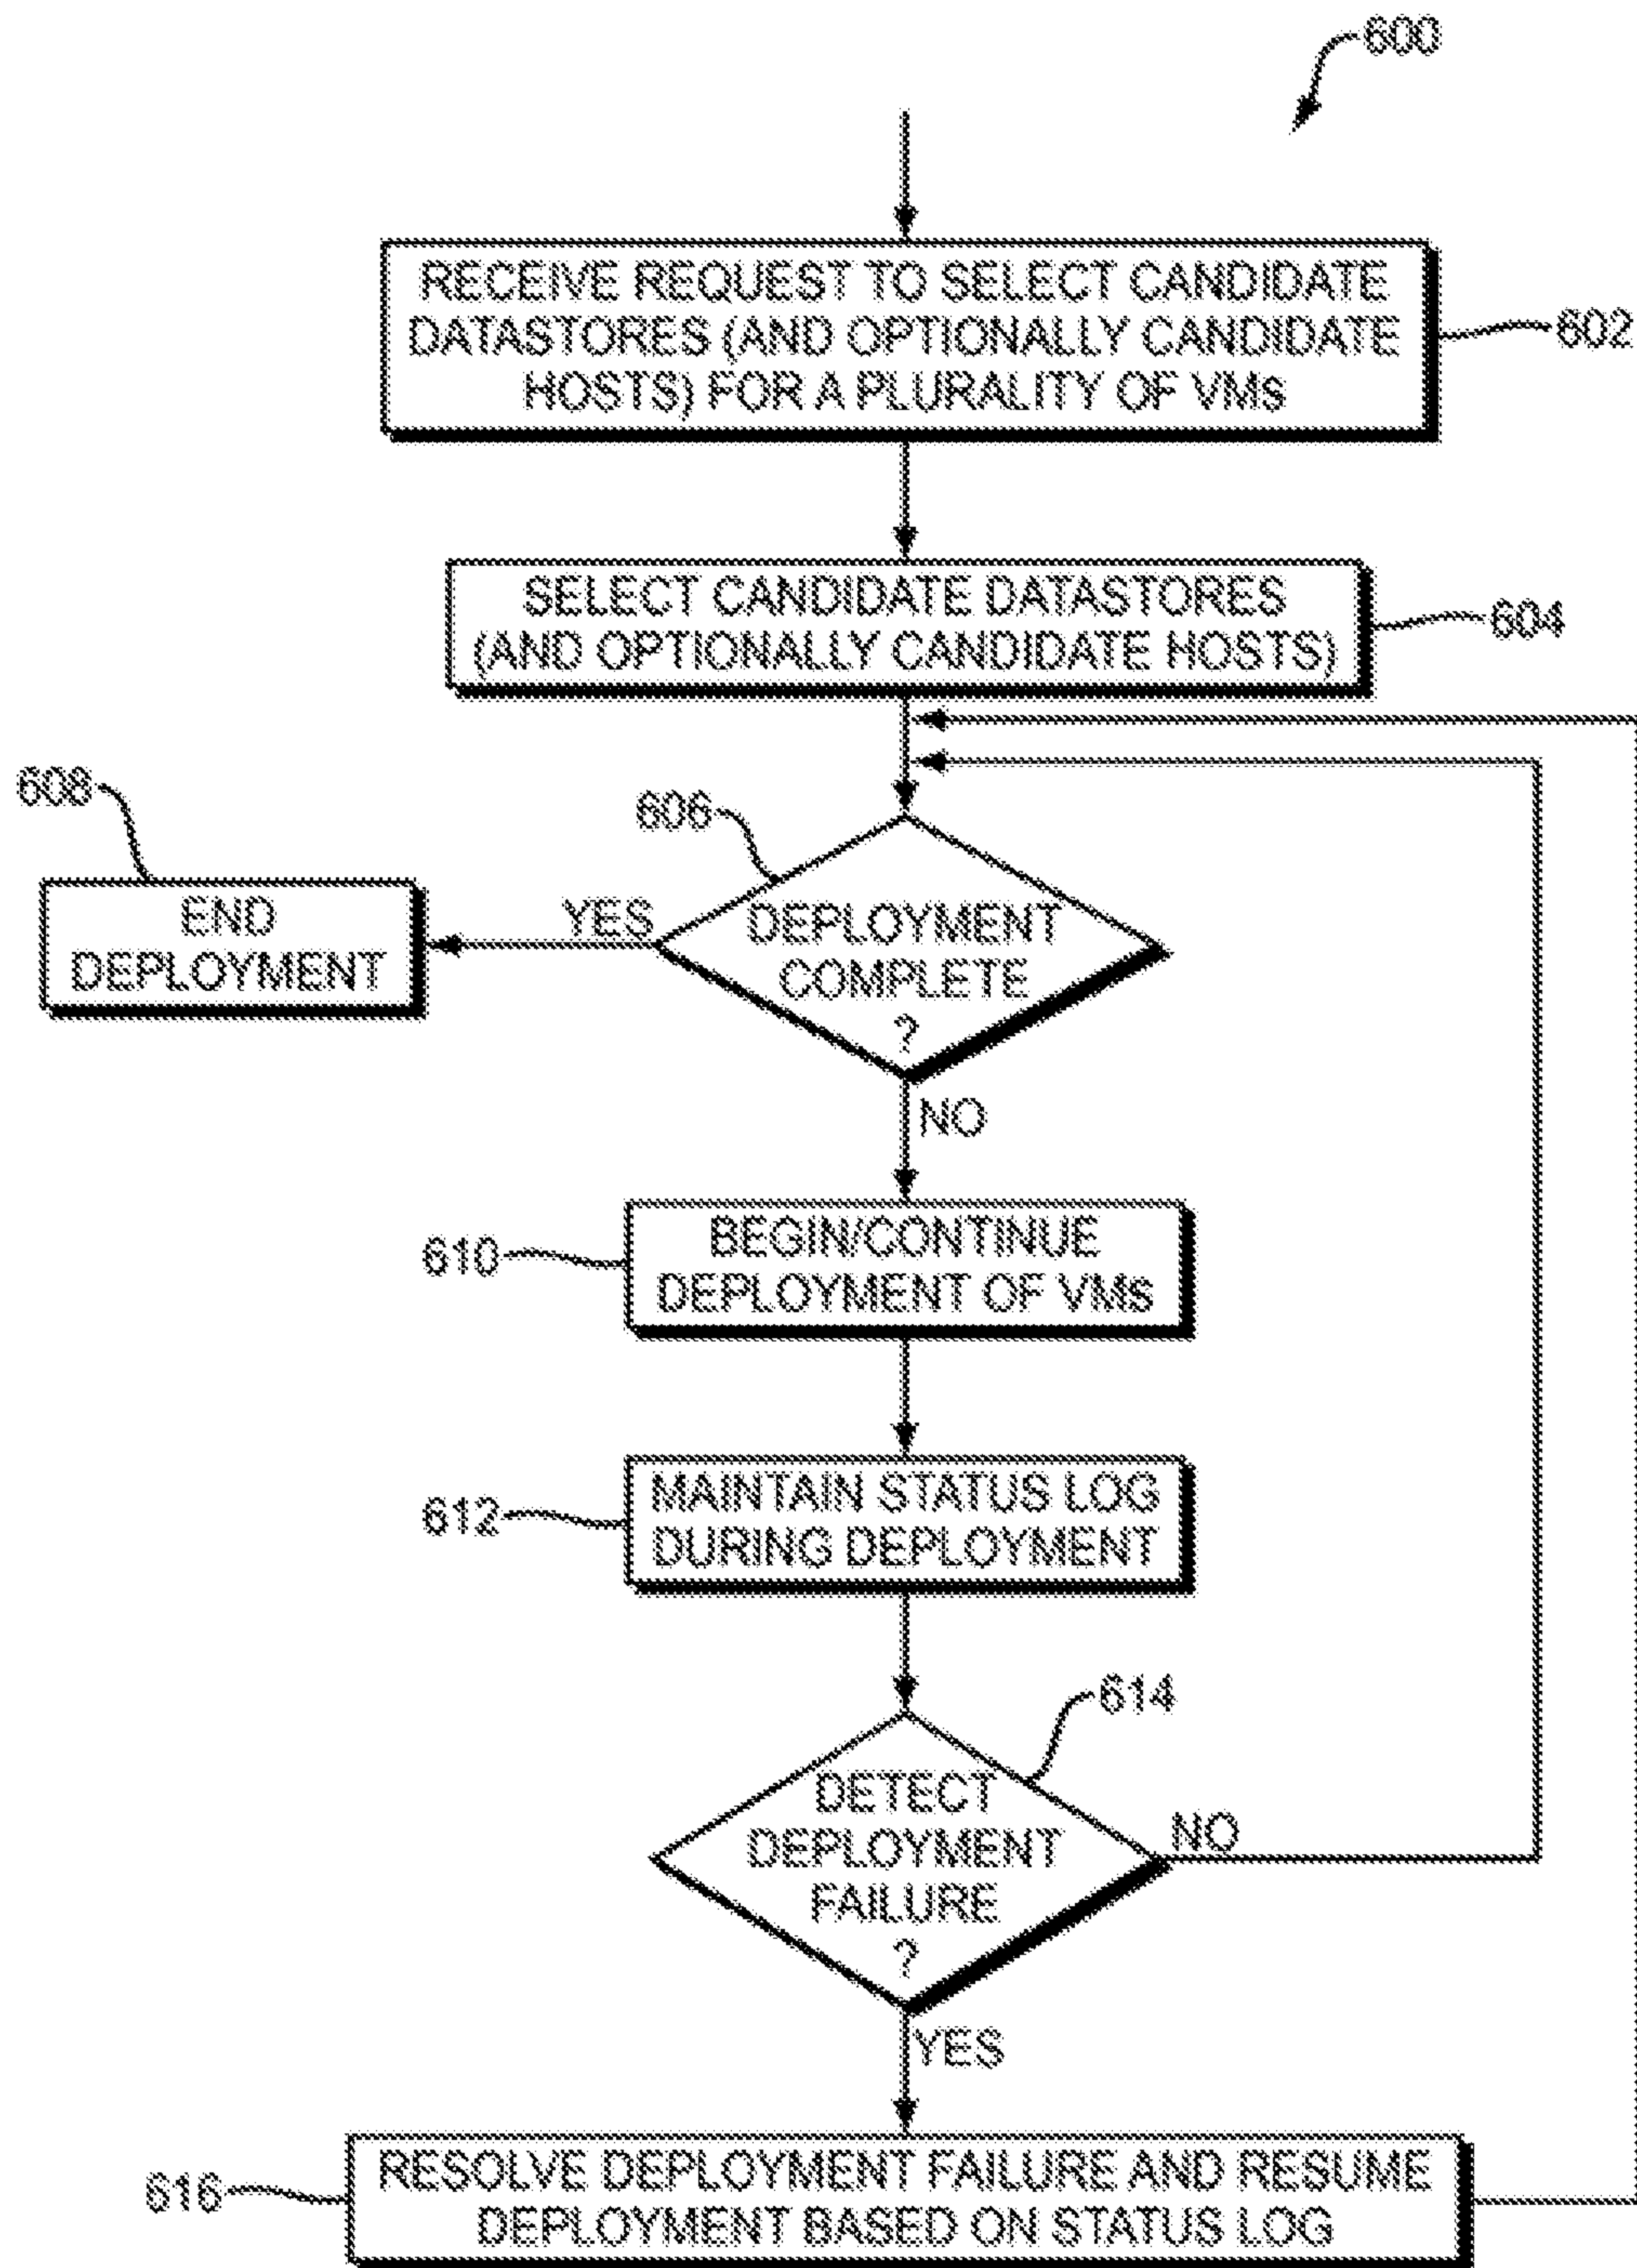 600
RECEIVE REQUEST TO SELECT CANDIDATE
DATASTORES (AND OPTIONALLY CANDIDATE
HOSTS) FOR A PLURALITY OF VMs
602
SELECT CANDIDATE DATASTORES
(AND OPTIONALLY CANDIDATE HOSTS)
604
608
606
END
DEPLOYMENT
YES
DEPLOYMENT
COMPLETE
?
NO
610
BEGIN/CONTINUE
DEPLOYMENT OF VMs
612
MAINTAIN STATUS LOG
DURING DEPLOYMENT
614
DETECT
DEPLOYMENT
FAILURE
?
NO
YES
616
RESOLVE DEPLOYMENT FAILURE AND RESUME
DEPLOYMENT BASED ON STATUS LOG